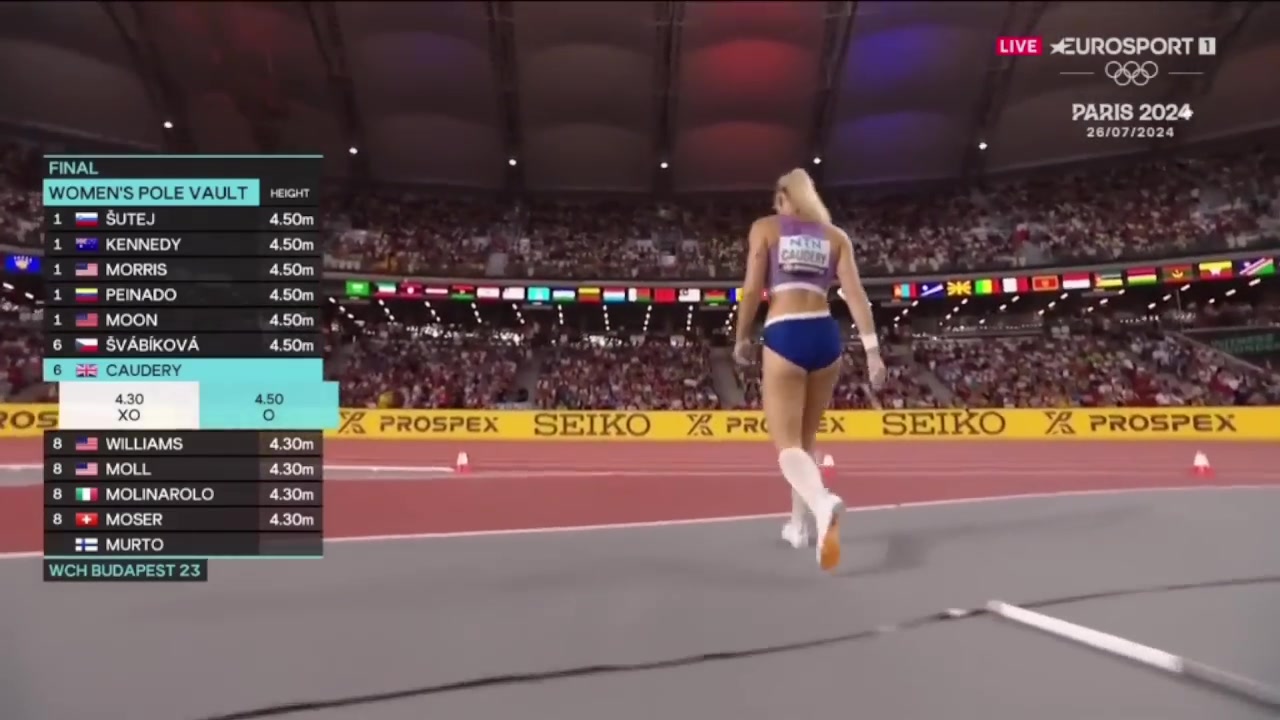 LIVE EUROSPORT 1
PARIS 2024
26/07/2024
FINAL
WOMEN'S POLE VAULT HEIGHT
1 ŠUTEJ 4.50m
1 KENNEDY 4.50m
1 MORRIS 4.50m
1 PEINADO 4.50m
1 MOON 4.50m
6 ŠVÁBÍKOVÁ 4.50m
6 CAUDERY
4.30 4.50
XO O
8 WILLIAMS 4.30m
8 MOLL 4.30m
8 MOLINAROLO 4.30m
8 MOSER 4.30m
MURTO
WCH BUDAPEST 23
NTN
CAUDERY
PROSPEX SEIKO PROSPEX SEIKO PROSPEX